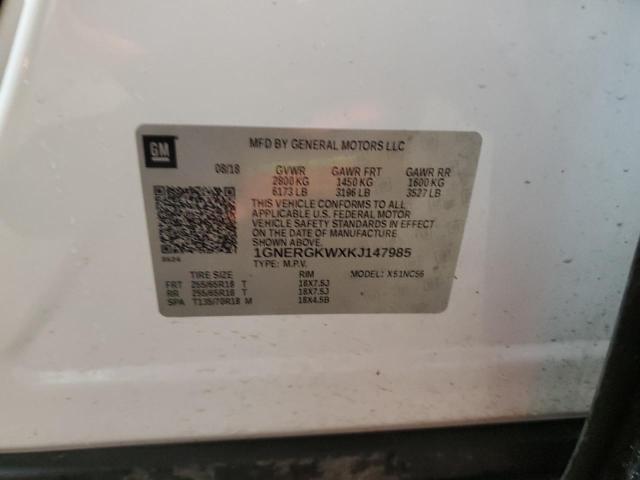 GM
MFD BY GENERAL MOTORS LLC
08/18 GVWR GAWR FRT GAWR RR
2800 KG 1450 KG 1600 KG
6173 LB 3196 LB 3527 LB
THIS VEHICLE CONFORMS TO ALL
APPLICABLE U.S. FEDERAL MOTOR
VEHICLE SAFETY STANDARDS IN EFFECT
ON THE DATE OF MANUFACTURE
SHOWN ABOVE.
1GNERGKWXKJ147985
TYPE: M.P.V.
TIRE SIZE RIM MODEL: X51NC56
FRT 255/65R18 T 18X7.5J
RR 255/65R18 T 18X7.5J
SPA T135/70R18 M 18X4.5B